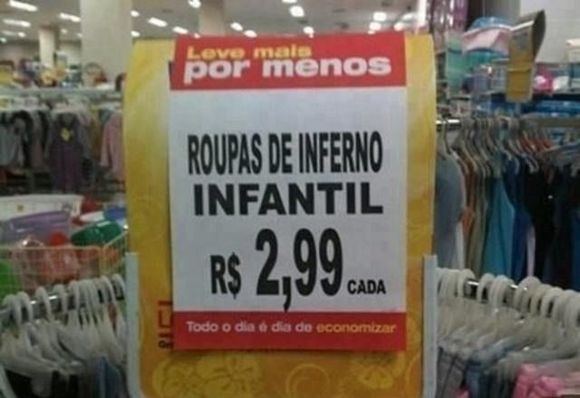 Leve mais
por menos
ROUPAS DE INFERNO
INFANTIL
R$ 2,99 CADA
Todo o dia é dia de economizar